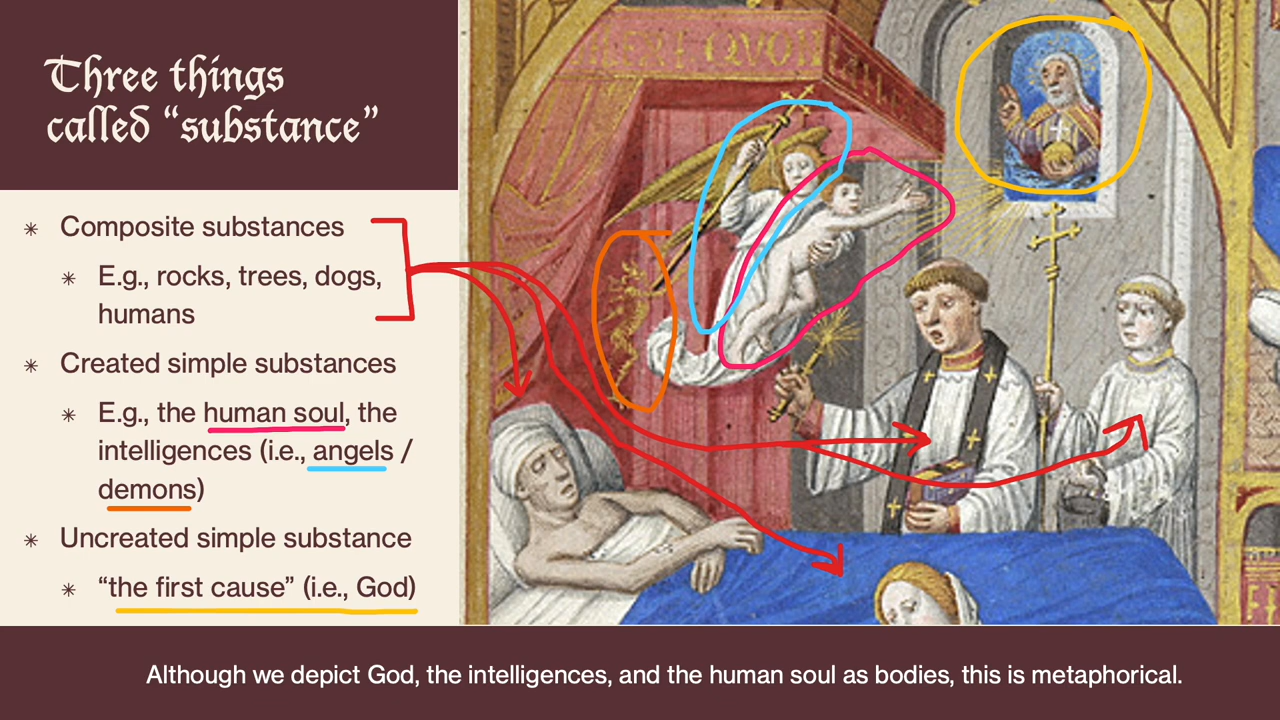 Three things
called “substance”
✳ Composite substances
✳ E.g., rocks, trees, dogs,
humans
✳ Created simple substances
✳ E.g., the human soul, the
intelligences (i.e., angels /
demons)
✳ Uncreated simple substance
✳ “the first cause” (i.e., God)
Although we depict God, the intelligences, and the human soul as bodies, this is metaphorical.